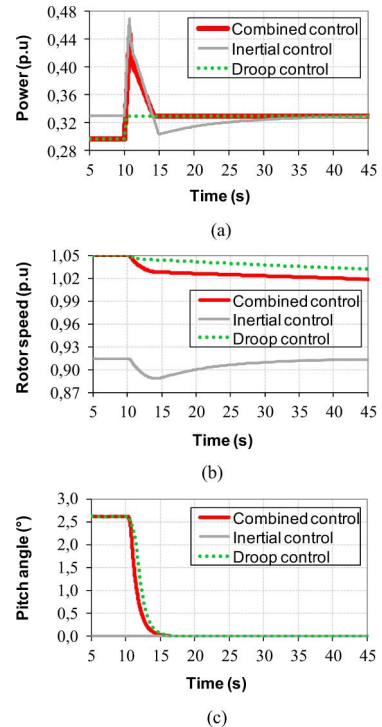 0,48
0,44
0,40
0,36
0,32
0,28
Power (p.u)
Combined control
Inertial control
Droop control
5 10 15 20 25 30 35 40 45
Time (s)
(a)
1,05
1,02
0,99
0,96
0,93
0,90
0,87
Rotor speed (p.u)
Combined control
Inertial control
Droop control
5 10 15 20 25 30 35 40 45
Time (s)
(b)
3,0
2,5
2,0
1,5
1,0
0,5
0,0
Pitch angle (°)
Combined control
Inertial control
Droop control
5 10 15 20 25 30 35 40 45
Time (s)
(c)